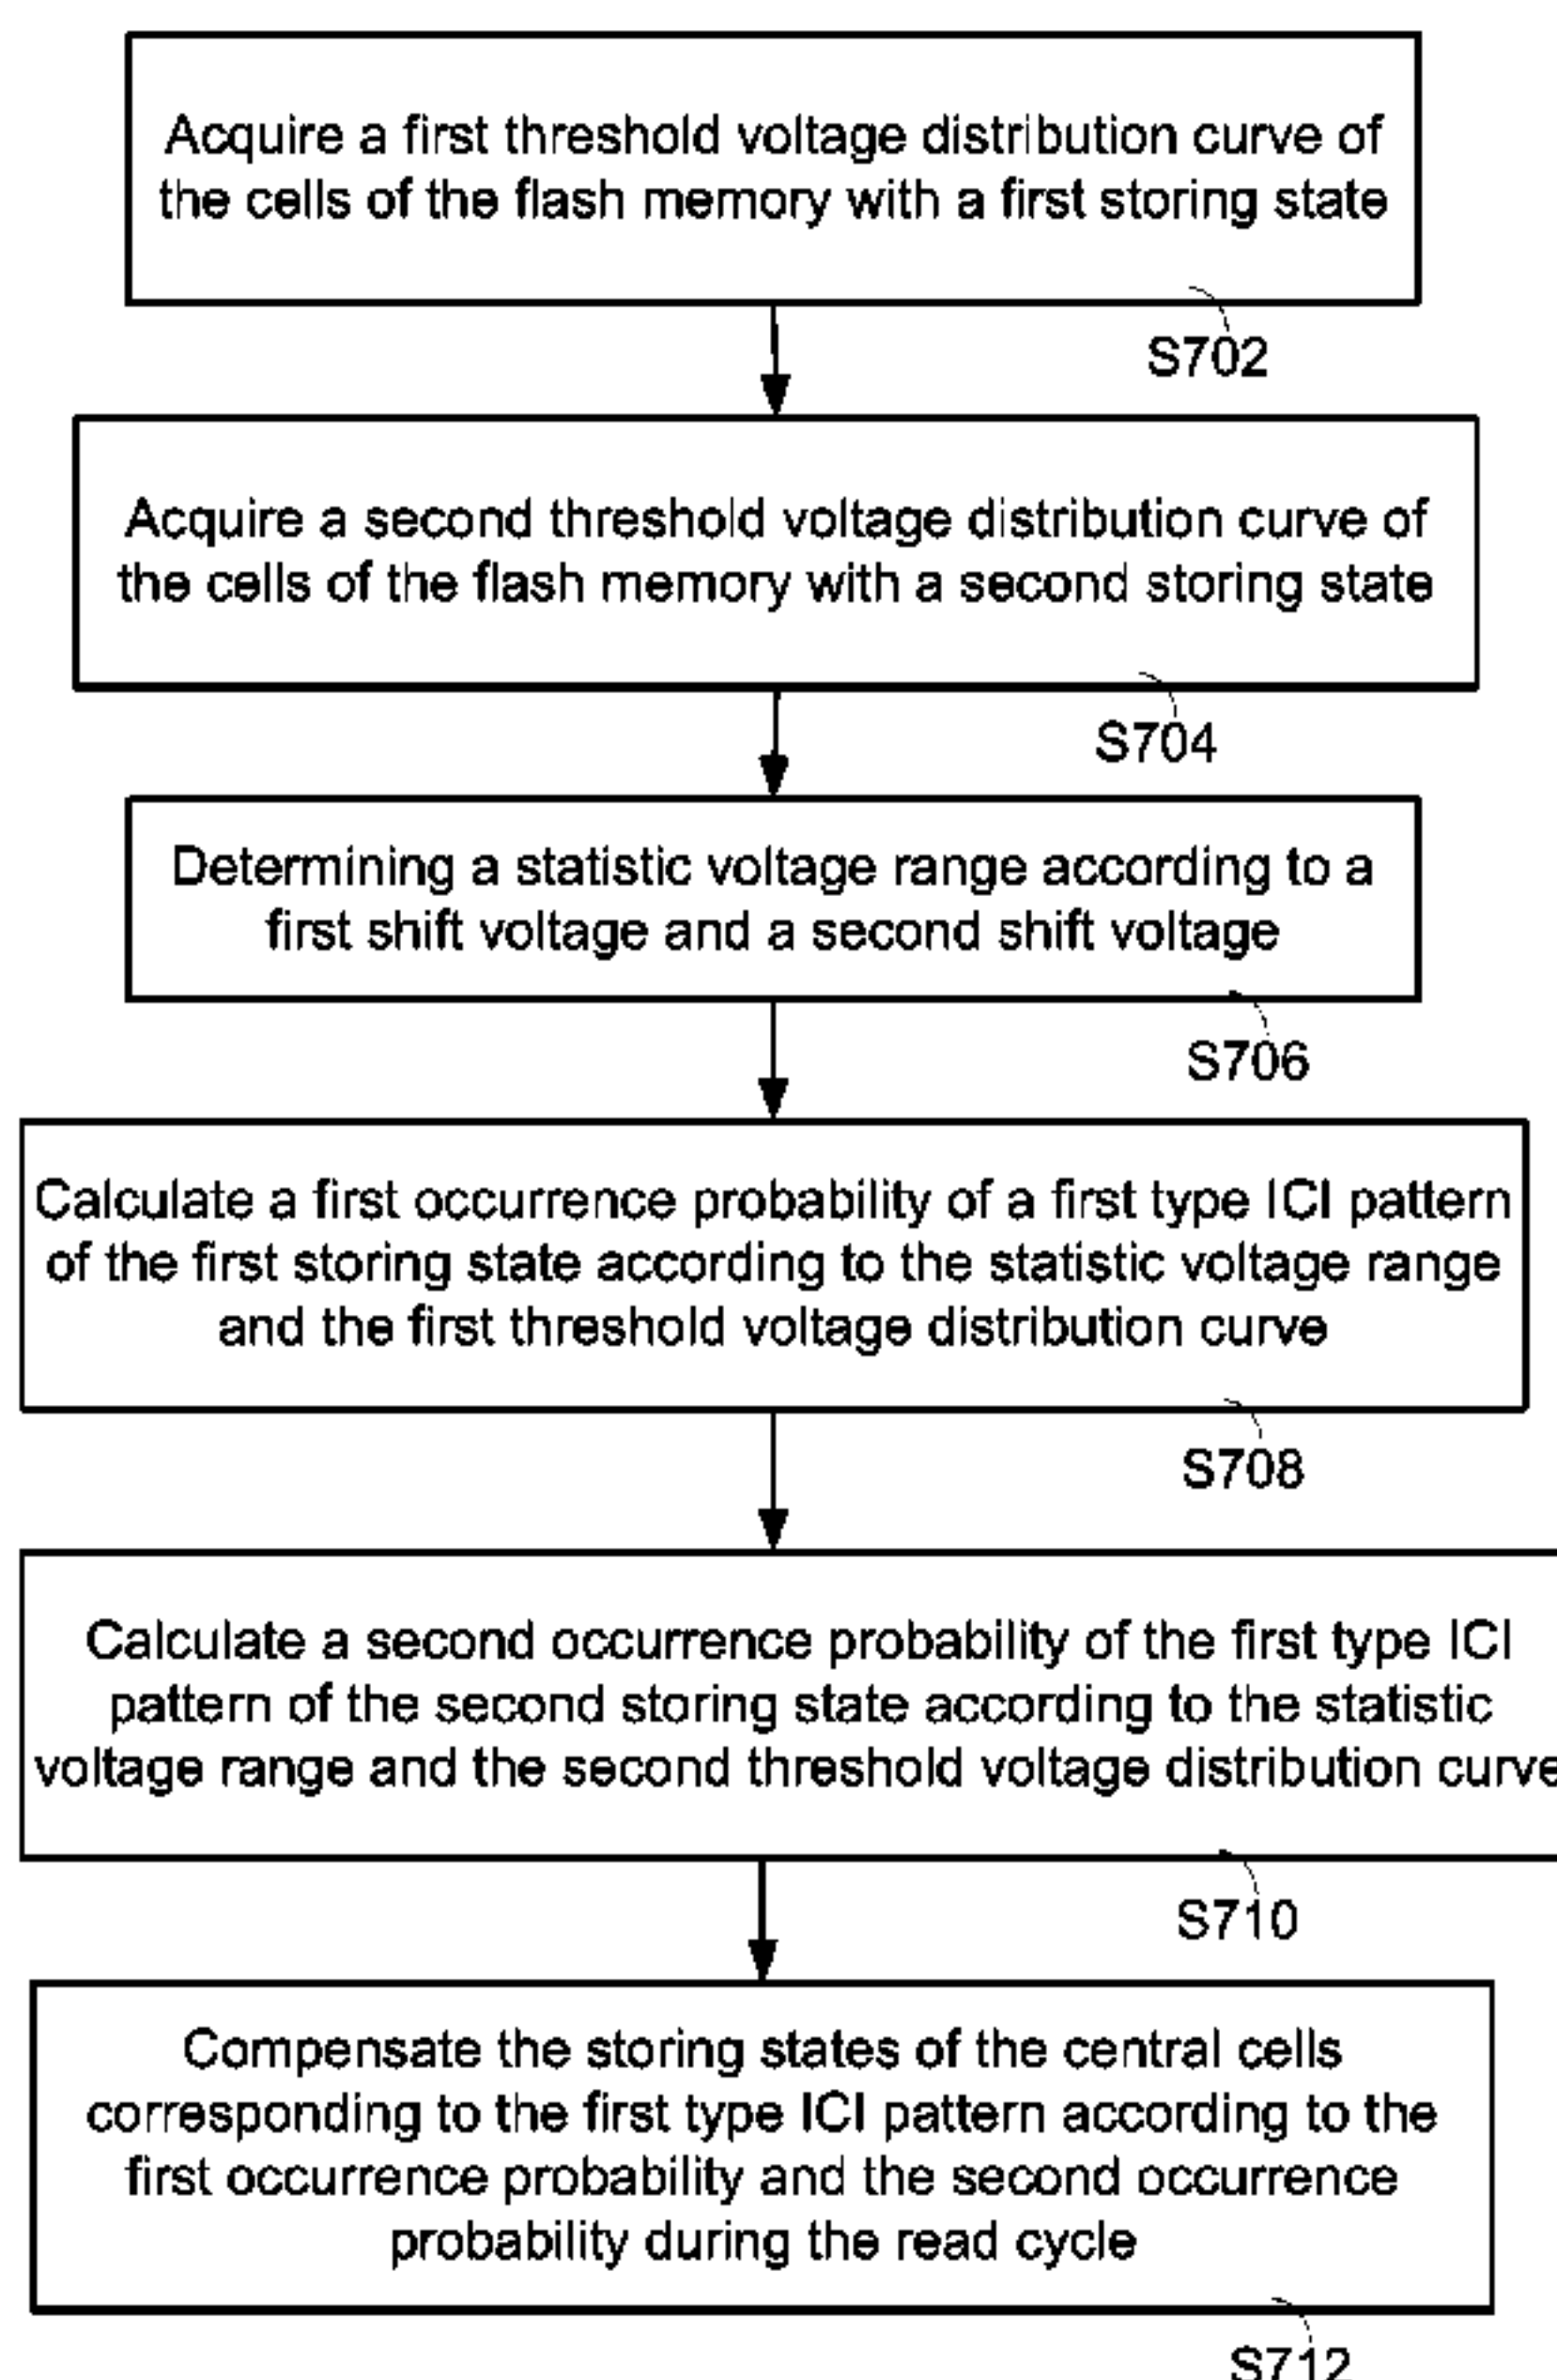 Acquire a first threshold voltage distribution curve of
the cells of the flash memory with a first storing state
S702
Acquire a second threshold voltage distribution curve of
the cells of the flash memory with a second storing state
S704
Determining a statistic voltage range according to a
first shift voltage and a second shift voltage
S706
Calculate a first occurrence probability of a first type ICI pattern
of the first storing state according to the statistic voltage range
and the first threshold voltage distribution curve
S708
Calculate a second occurrence probability of the first type ICI
pattern of the second storing state according to the statistic
voltage range and the second threshold voltage distribution curve
S710
Compensate the storing states of the central cells
corresponding to the first type ICI pattern according to the
first occurrence probability and the second occurrence
probability during the read cycle
S712